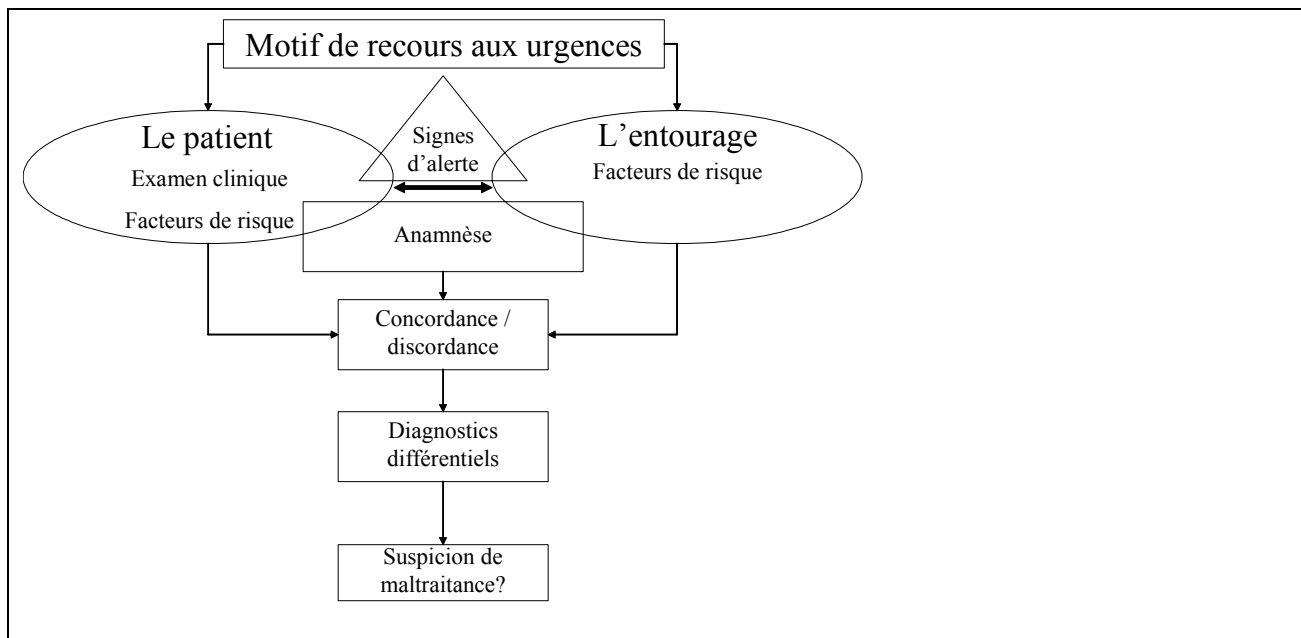 Motif de recours aux urgences
Le patient
Examen clinique
Facteurs de risque
Signes
d’alerte
L’entourage
Facteurs de risque
Anamnèse
Concordance /
discordance
Diagnostics
différentiels
Suspicion de
maltraitance?